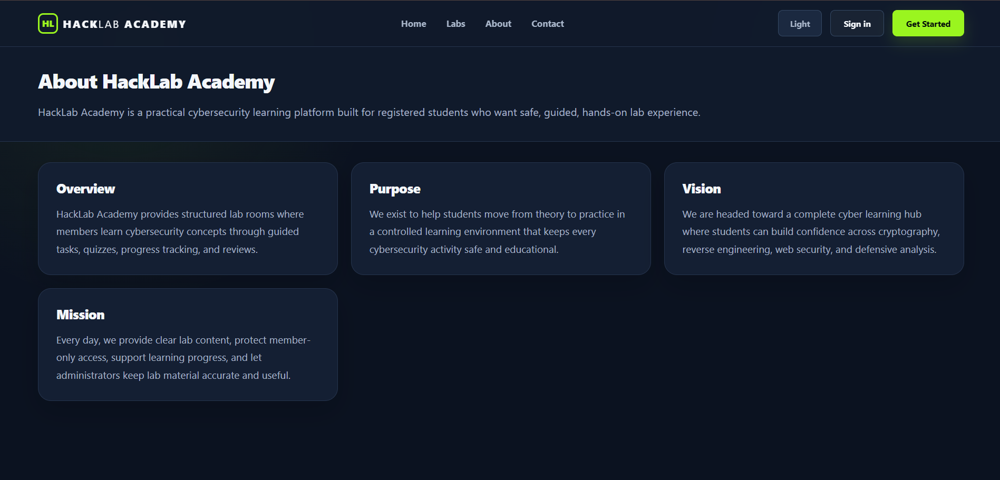 HL HACKLAB ACADEMY
Home Labs About Contact
Light Sign in Get Started
About HackLab Academy
HackLab Academy is a practical cybersecurity learning platform built for registered students who want safe, guided, hands-on lab experience.
Overview
HackLab Academy provides structured lab rooms where
members learn cybersecurity concepts through guided
tasks, quizzes, progress tracking, and reviews.
Purpose
We exist to help students move from theory to practice in
a controlled learning environment that keeps every
cybersecurity activity safe and educational.
Vision
We are headed toward a complete cyber learning hub
where students can build confidence across cryptography,
reverse engineering, web security, and defensive analysis.
Mission
Every day, we provide clear lab content, protect member-
only access, support learning progress, and let
administrators keep lab material accurate and useful.